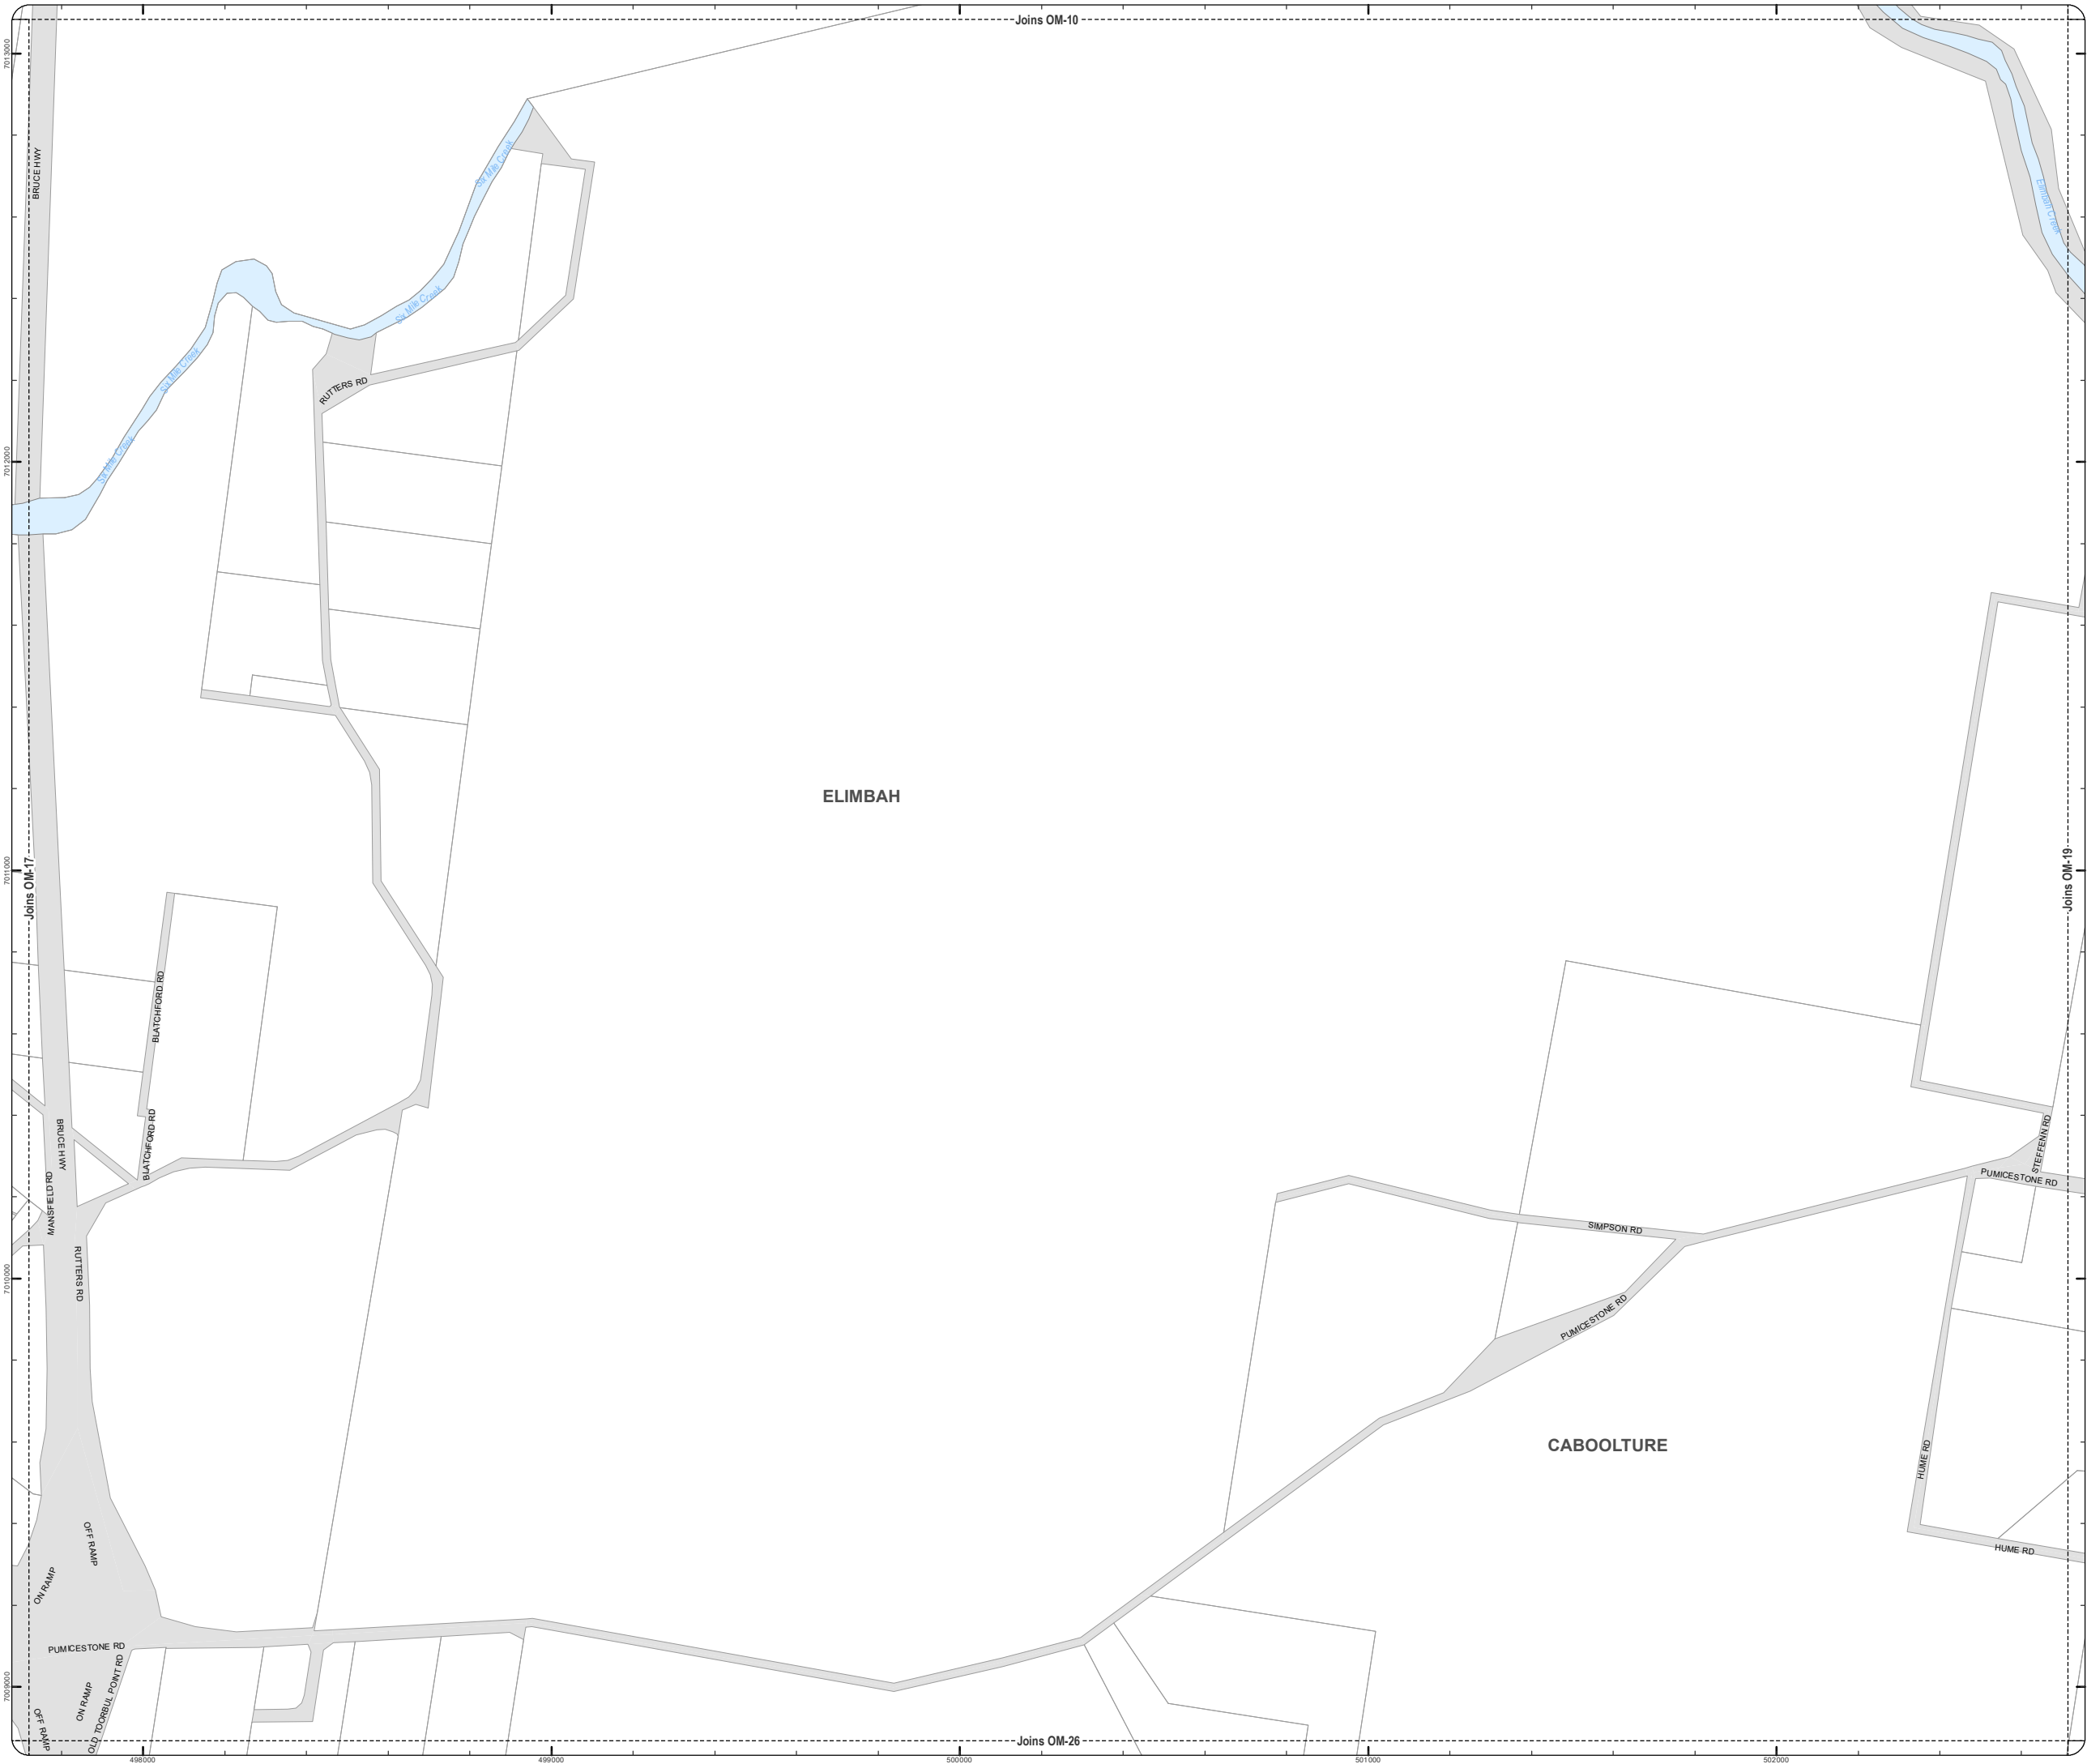 Joins OM-10
7013000
BRUCE HWY
Six Mile Creek
Elimbah Creek
Six Mile Creek
Six Mile Creek
RUTTERS RD
Six Mile Creek
7012000
ELIMBAH
7011000
Joins OM-17
Joins OM-19
BLATCHFORD RD
BLATCHFORD RD
BRUCE HWY
STEFFENN RD
PUMICESTONE RD
MANSFIELD RD
SIMPSON RD
RUTTERS RD
7010000
PUMICESTONE RD
CABOOLTURE
HUME RD
OFF RAMP
HUME RD
ON RAMP
PUMICESTONE RD
7009000
ON RAMP
OLD TOORBUL POINT RD
OFF RAMP
Joins OM-26
498000
499000
500000
501000
502000